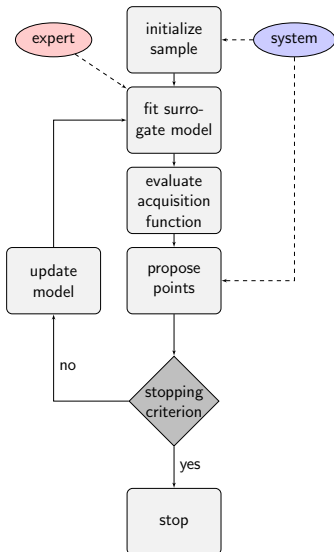 initialize
sample
expert
system
fit surro-
gate model
evaluate
acquisition
function
update
model
propose
points
no
stopping
criterion
yes
stop